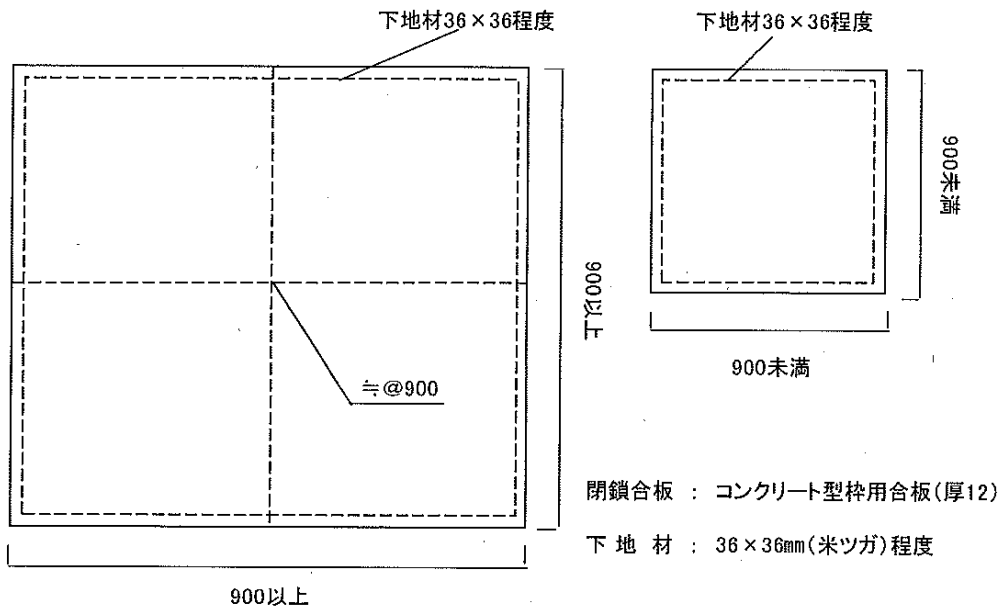 下地材36×36程度
下地材36×36程度
900未満
900以上
900未満
≒@900
閉鎖合板 : コンクリート型枠用合板(厚12)
下 地 材 : 36×36㎜(米ツガ)程度
900以上